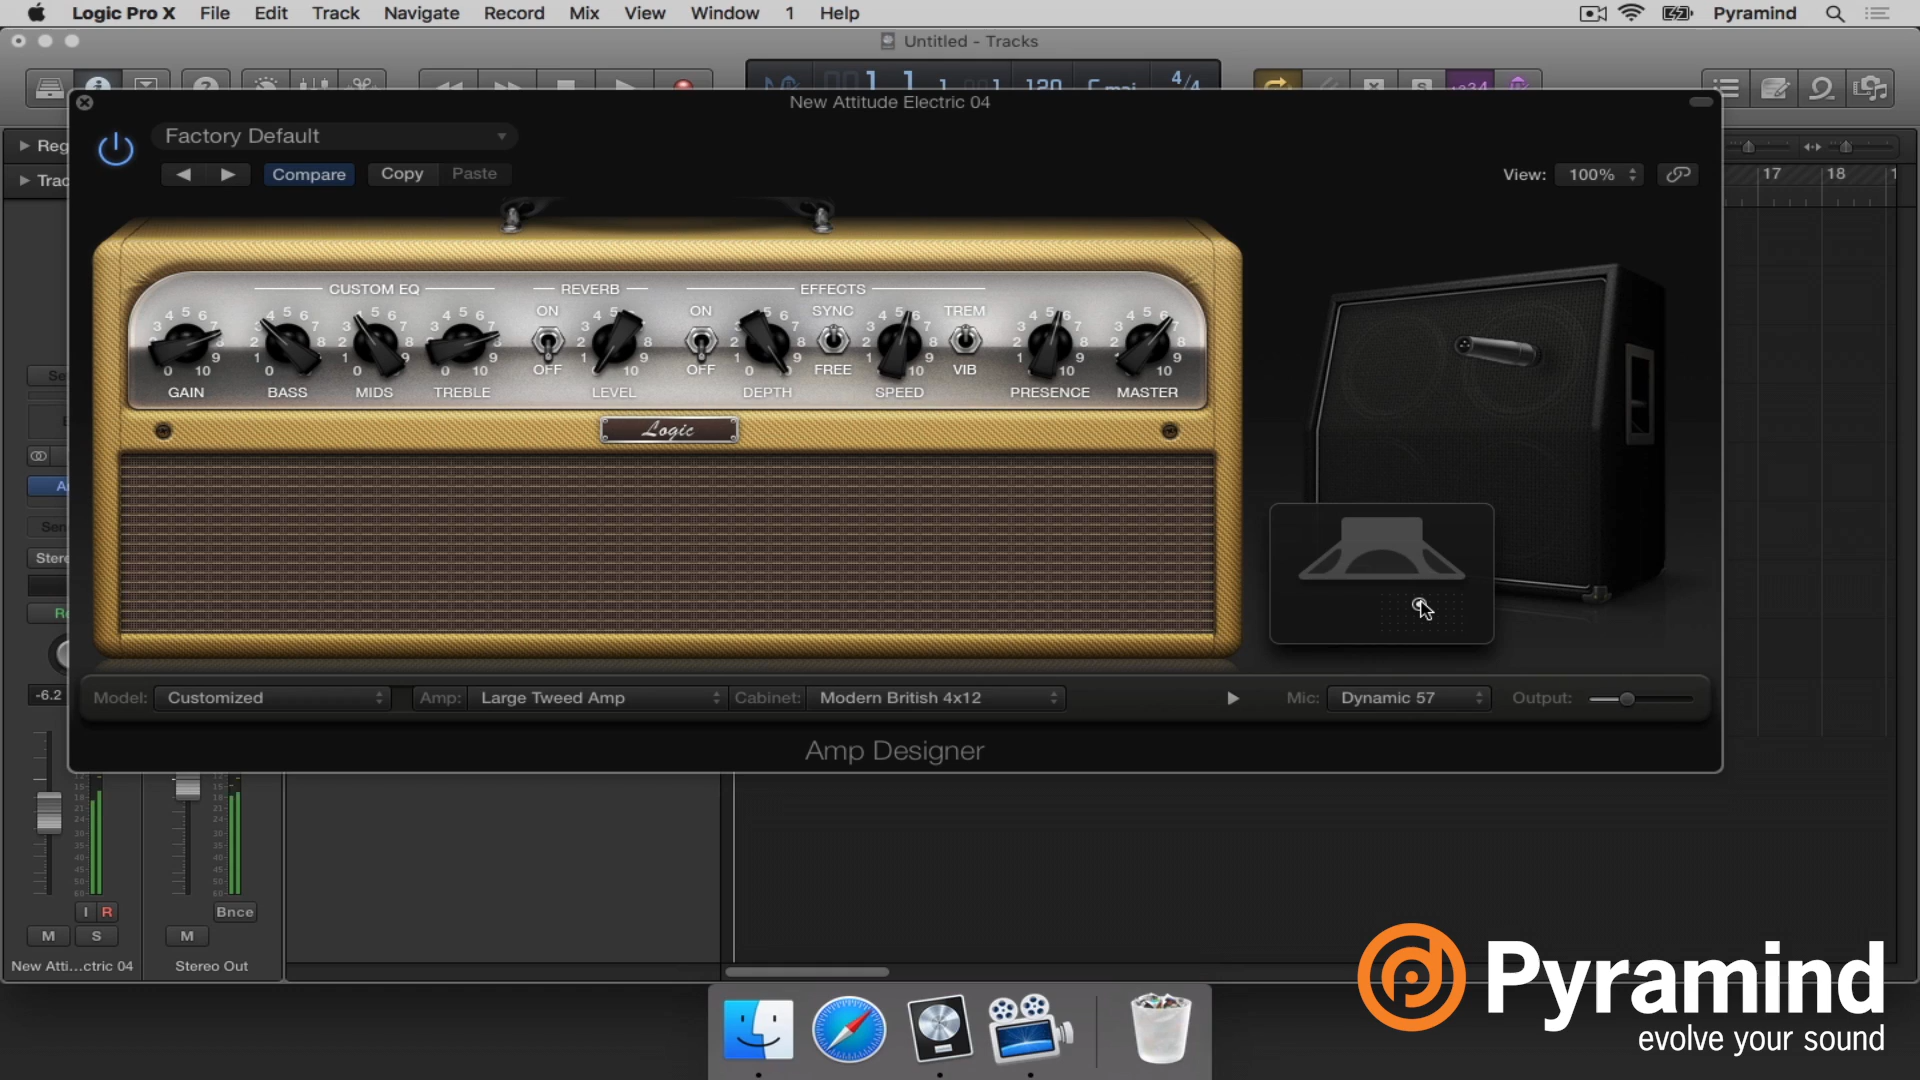 Logic Pro X File Edit Track Navigate Record Mix View Window 1 Help Pyramind
Untitled - Tracks
New Attitude Electric 04
Factory Default
Compare Copy Paste
View: 100%
17 18
CUSTOM EQ REVERB EFFECTS
ON ON SYNC TREM
OFF OFF FREE VIB
GAIN BASS MIDS TREBLE LEVEL DEPTH SPEED PRESENCE MASTER
Logic
-6.2
Model: Customized Amp: Large Tweed Amp Cabinet: Modern British 4x12 Mic: Dynamic 57 Output:
Amp Designer
I R Bnce
M S M
New Atti...ctric 04 Stereo Out
Pyramind
evolve your sound